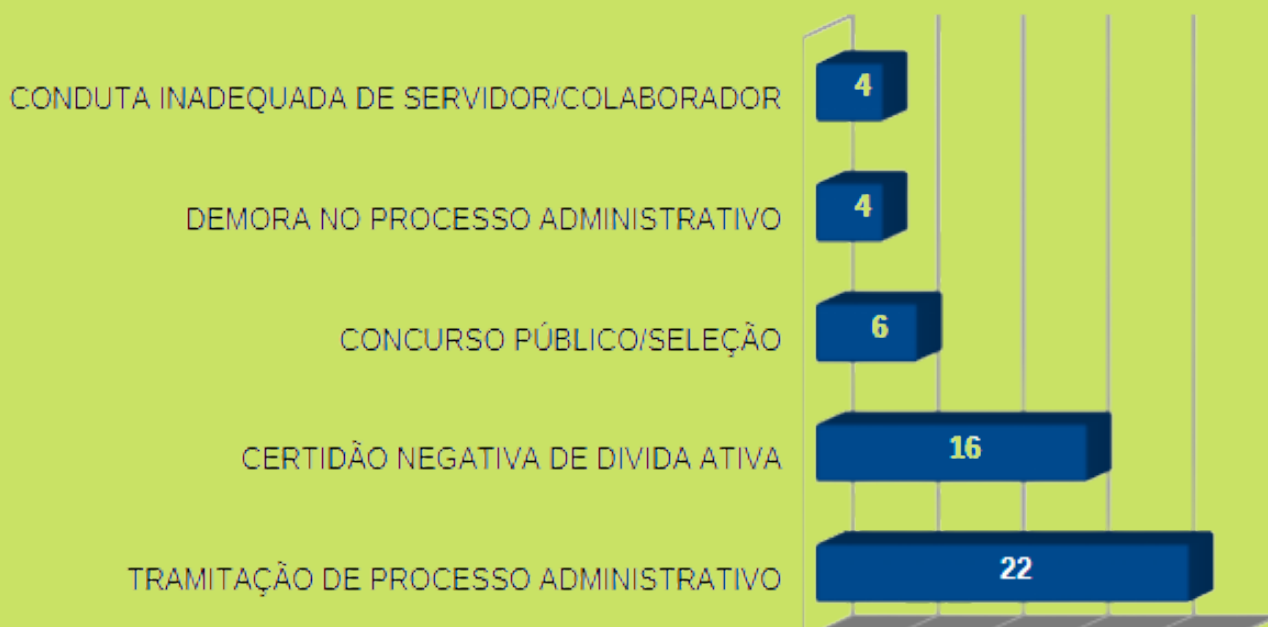 CONDUTA INADEQUADA DE SERVIDOR/COLABORADOR
4
DEMORA NO PROCESSO ADMINISTRATIVO
4
CONCURSO PÚBLICO/SELEÇÃO
6
CERTIDÃO NEGATIVA DE DIVIDA ATIVA
16
TRAMITAÇÃO DE PROCESSO ADMINISTRATIVO
22